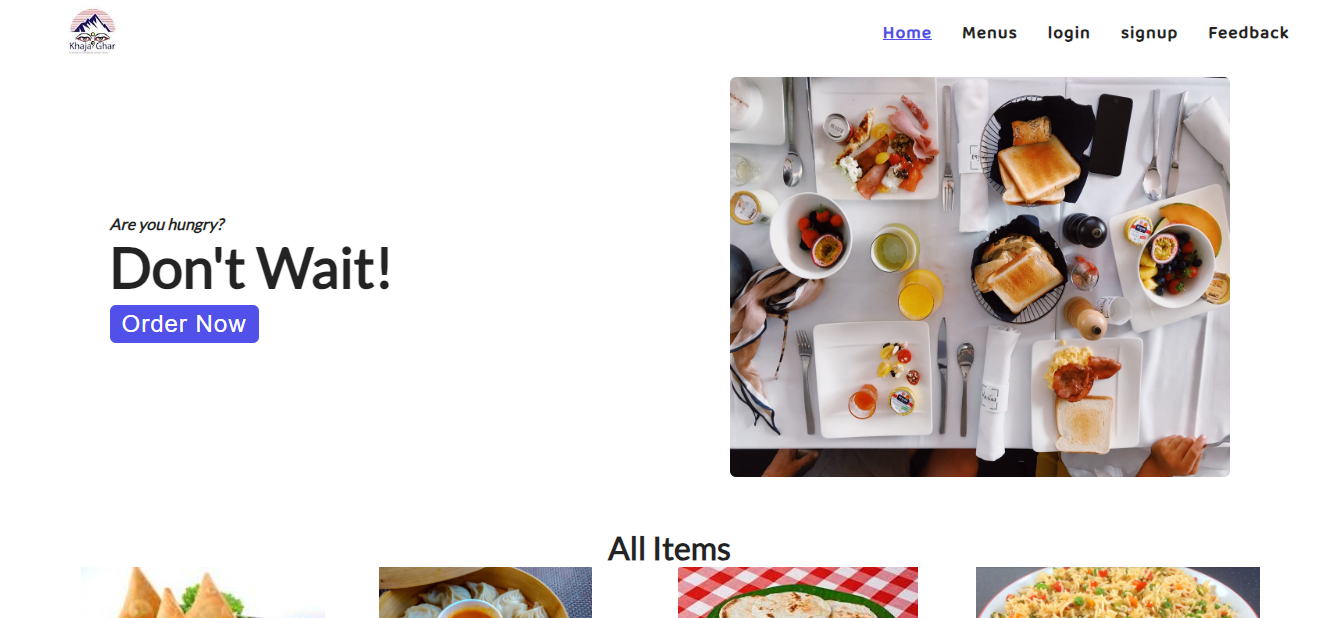 Khaja Ghar
Home Menus login signup Feedback
Are you hungry?
Don't Wait!
Order Now
All Items